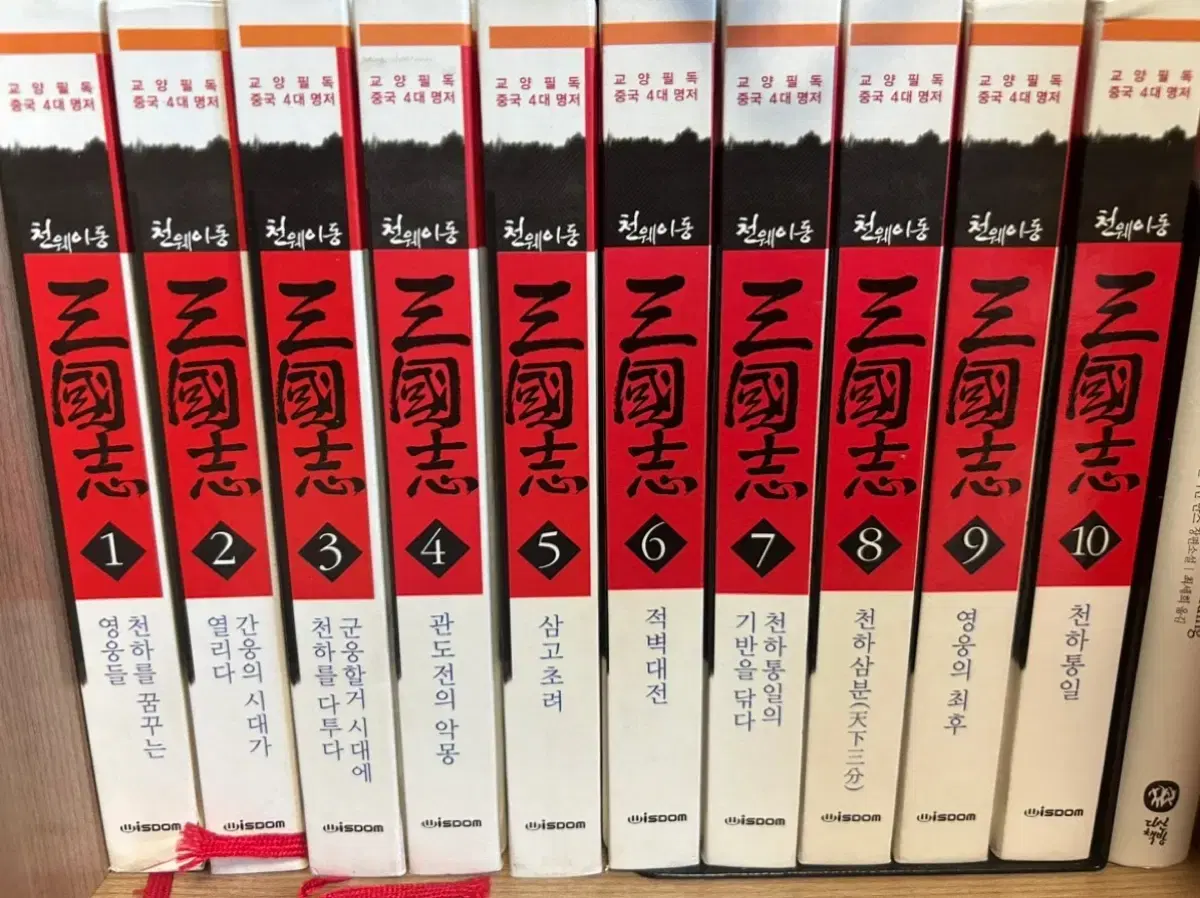 교양필독
중국 4대 명저
천웨이동
三國志
1
천하를 꿈꾸는
영웅들
WISDOM
교양필독
중국 4대 명저
천웨이동
三國志
2
간웅의 시대가
열리다
WISDOM
교양필독
중국 4대 명저
천웨이동
三國志
3
군웅할거 시대에
천하를 다투다
WISDOM
교양필독
중국 4대 명저
천웨이동
三國志
4
관도전의 악몽
WISDOM
교양필독
중국 4대 명저
천웨이동
三國志
5
삼고초려
WISDOM
교양필독
중국 4대 명저
천웨이동
三國志
6
적벽대전
WISDOM
교양필독
중국 4대 명저
천웨이동
三國志
7
천하통일의
기반을 닦다
WISDOM
교양필독
중국 4대 명저
천웨이동
三國志
8
천하삼분(天下三分)
WISDOM
교양필독
중국 4대 명저
천웨이동
三國志
9
영웅의 최후
WISDOM
교양필독
중국 4대 명저
천웨이동
三國志
10
천하통일
WISDOM
장편소설 | 최세희 옮김
다산
책방